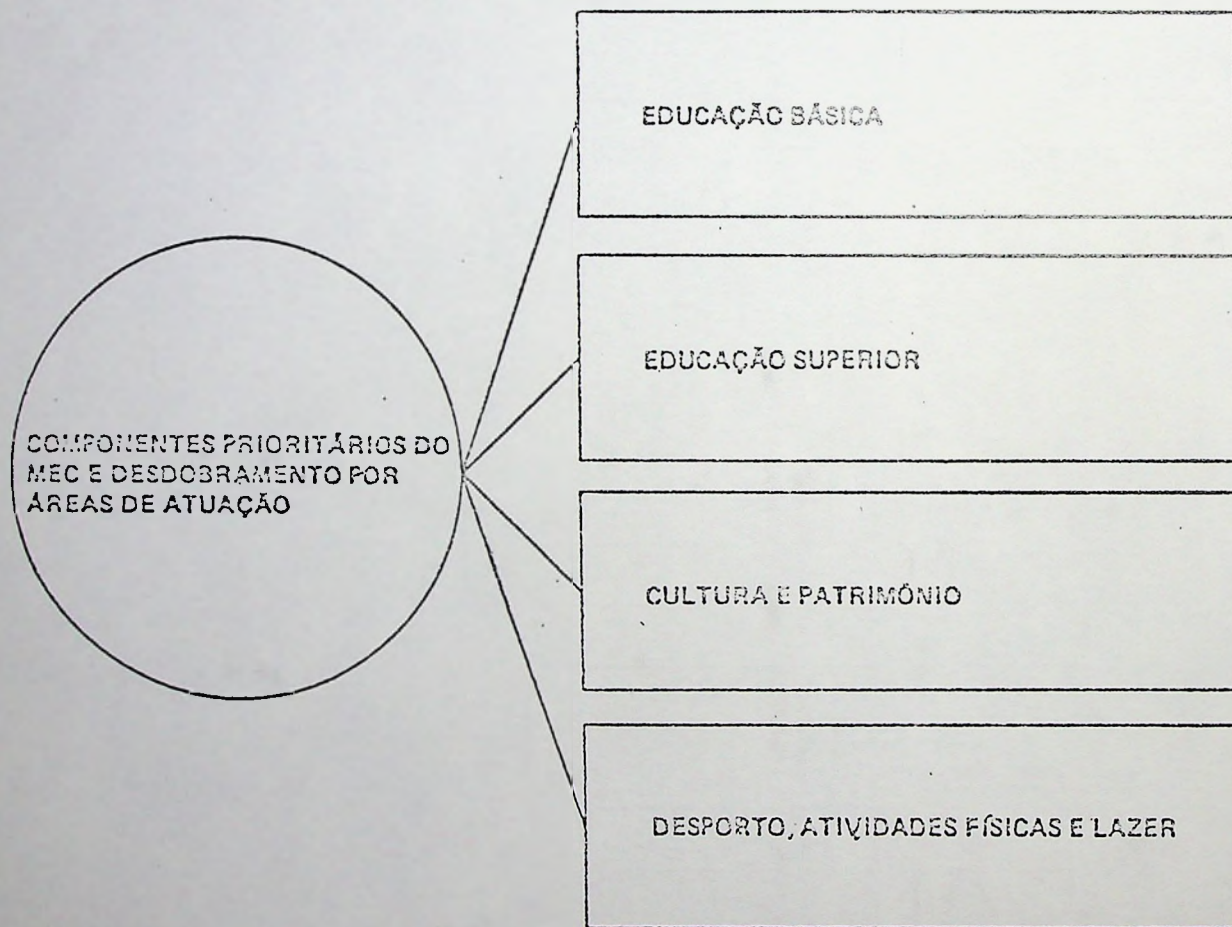 EDUCAÇÃO BÁSICA
EDUCAÇÃO SUPERIOR
COMPONENTES PRIORITÁRIOS DO
MEC E DESDOBRAMENTO POR
ÁREAS DE ATUAÇÃO
CULTURA E PATRIMÔNIO
DESPORTO, ATIVIDADES FÍSICAS E LAZER